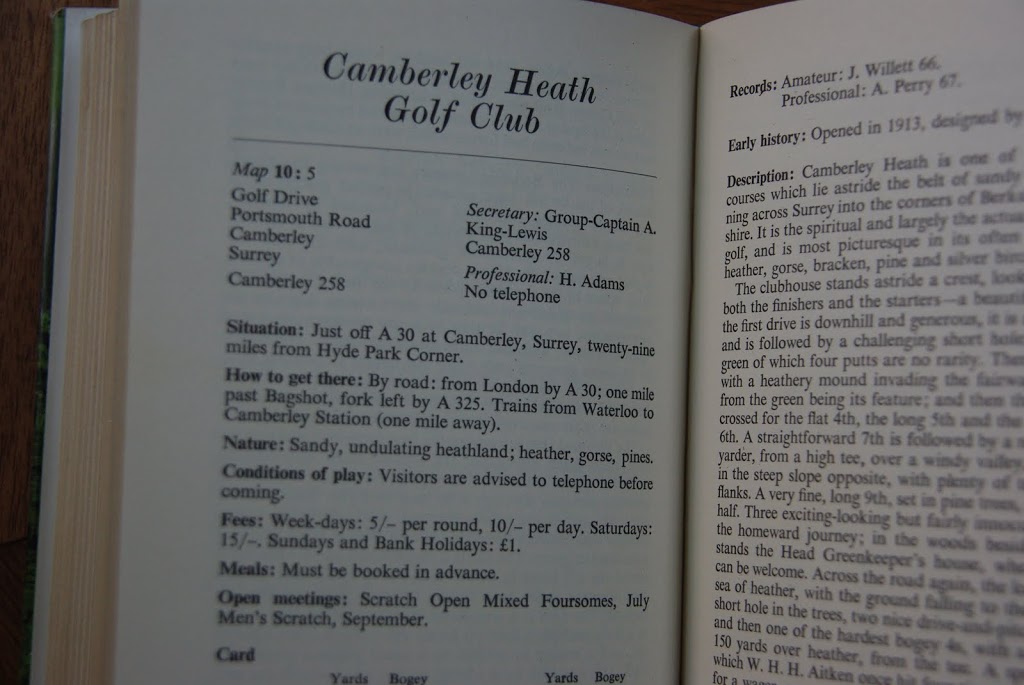 Camberley Heath
Golf Club
Map 10 : 5
Golf Drive
Portsmouth Road
Camberley
Surrey
Camberley 258
Secretary: Group-Captain A.
King-Lewis
Camberley 258
Professional: H. Adams
No telephone
Situation: Just off A 30 at Camberley, Surrey, twenty-nine
miles from Hyde Park Corner.
How to get there: By road: from London by A 30; one mile
past Bagshot, fork left by A 325. Trains from Waterloo to
Camberley Station (one mile away).
Nature: Sandy, undulating heathland; heather, gorse, pines.
Conditions of play: Visitors are advised to telephone before
coming.
Fees: Week-days: 5/– per round, 10/– per day. Saturdays:
15/–. Sundays and Bank Holidays: £1.
Meals: Must be booked in advance.
Open meetings: Scratch Open Mixed Foursomes, July
Men's Scratch, September.
Card
Yards Bogey Yards Bogey
Records: Amateur: J. Willett 66.
Professional: A. Perry 67.
Early history: Opened in 1913, designed by
Description: Camberley Heath is one of
courses which lie astride the belt of sandy
ning across Surrey into the corners of
shire. It is the spiritual and largely the
golf, and is most picturesque in its often
heather, gorse, bracken, pine and silver
The clubhouse stands astride a crest,
both the finishers and the starters—a
the first drive is downhill and generous, it is
and is followed by a challenging short
green of which four putts are no rarity.
with a heathery mound invading the
from the green being its feature; and then
crossed for the flat 4th, the long 5th and the
6th. A straightforward 7th is followed by a
yarder, from a high tee, over a windy valley,
in the steep slope opposite, with plenty of
flanks. A very fine, long 9th, set in pine trees,
half. Three exciting-looking but fairly
the homeward journey; in the woods
stands the Head Greenkeeper's house,
can be welcome. Across the road again, the
sea of heather, with the ground falling to the
short hole in the trees, two nice
and then one of the hardest bogey 4s, with a
150 yards over heather, from the tee. A
which W. H. H. Aitken once hit
for a wager